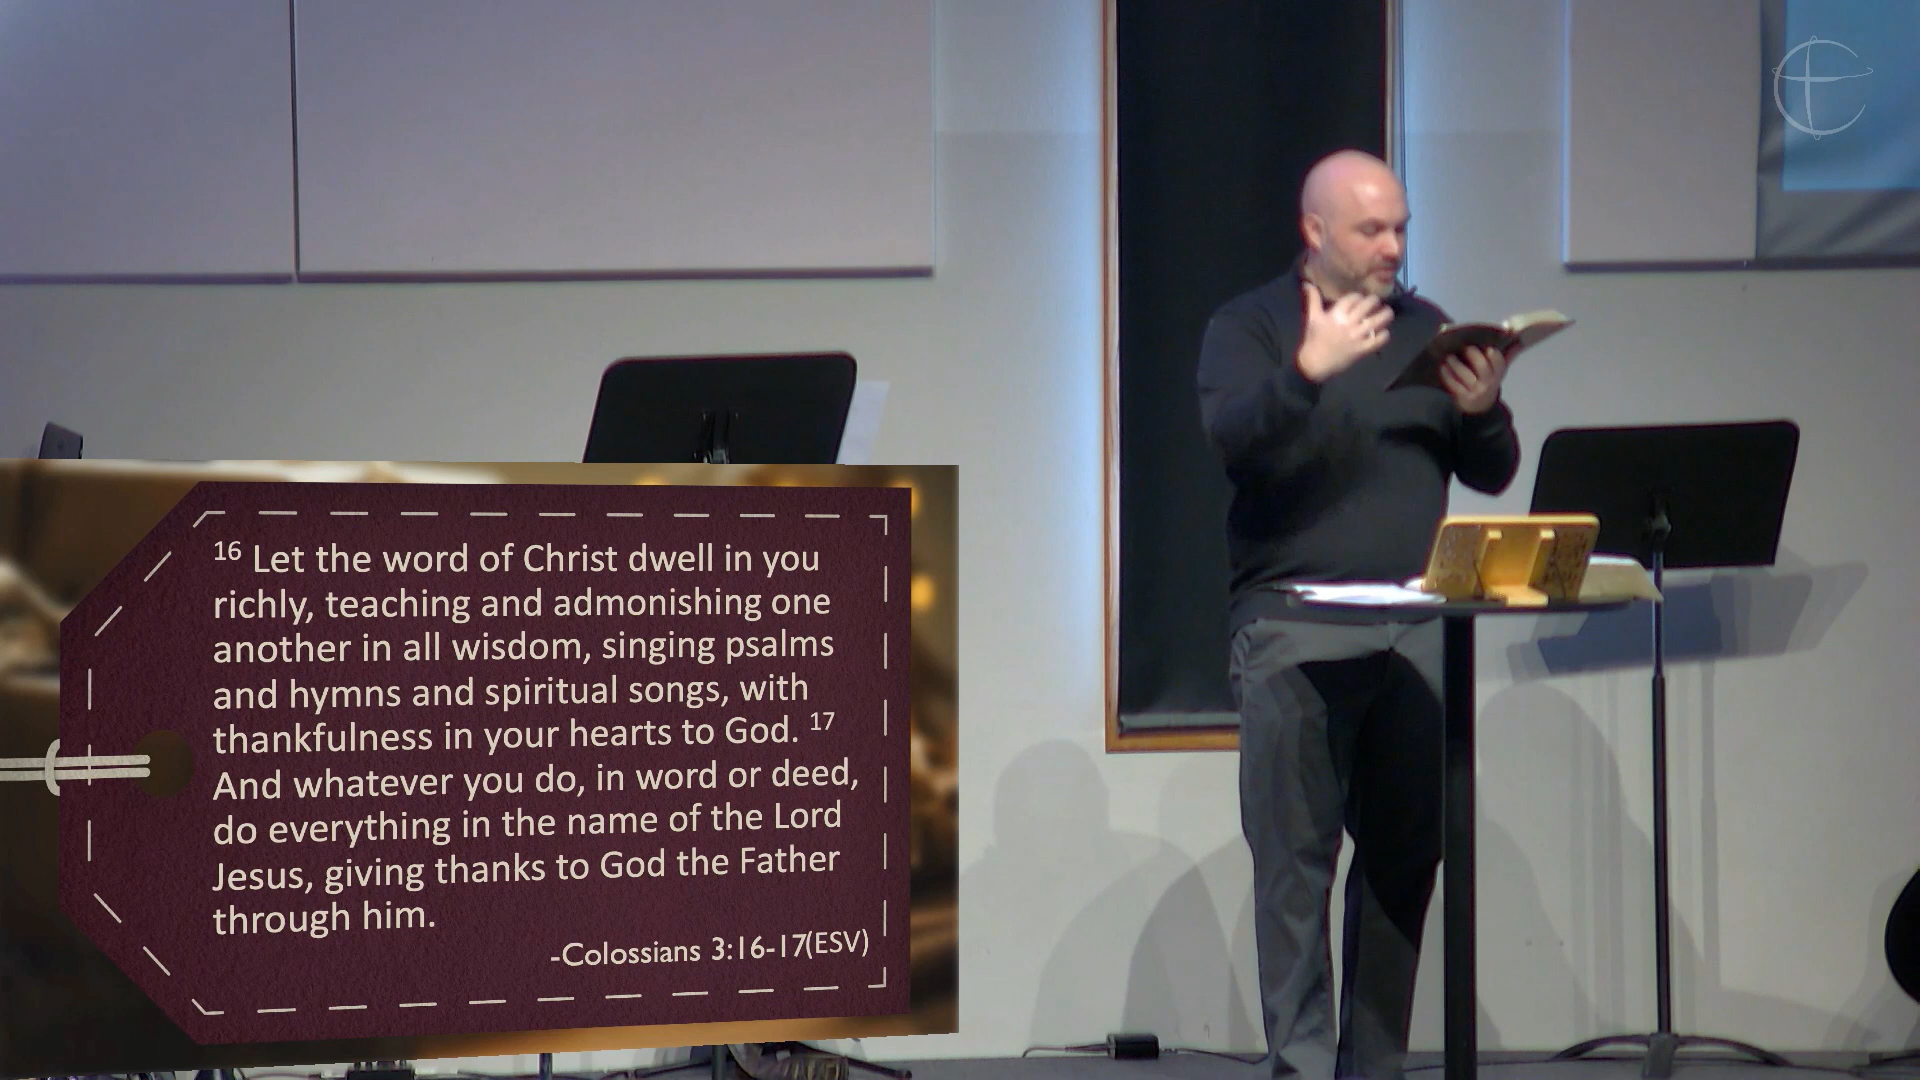 16 Let the word of Christ dwell in you
richly, teaching and admonishing one
another in all wisdom, singing psalms
and hymns and spiritual songs, with
thankfulness in your hearts to God. 17
And whatever you do, in word or deed,
do everything in the name of the Lord
Jesus, giving thanks to God the Father
through him.
-Colossians 3:16-17(ESV)